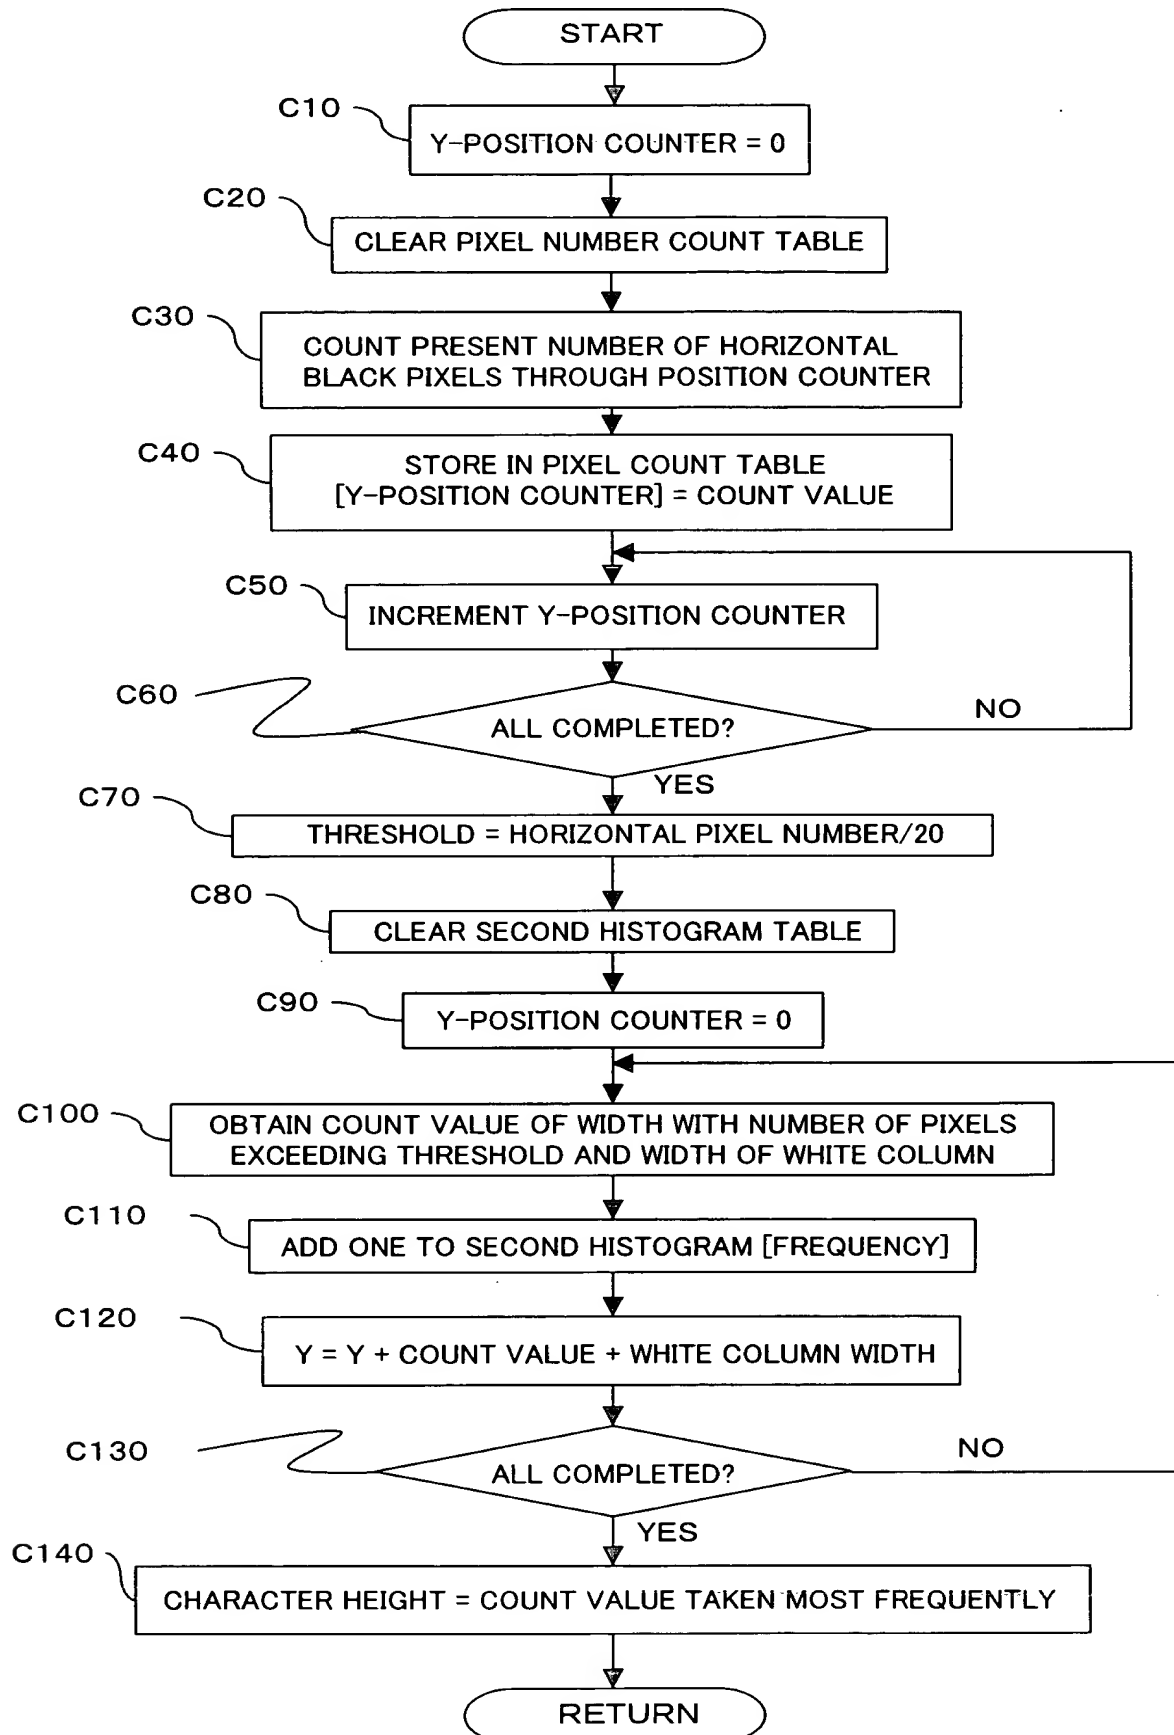 START
C10
Y-POSITION COUNTER = 0
C20
CLEAR PIXEL NUMBER COUNT TABLE
C30
COUNT PRESENT NUMBER OF HORIZONTAL
BLACK PIXELS THROUGH POSITION COUNTER
C40
STORE IN PIXEL COUNT TABLE
[Y-POSITION COUNTER] = COUNT VALUE
C50
INCREMENT Y-POSITION COUNTER
C60
ALL COMPLETED?
NO
YES
C70
THRESHOLD = HORIZONTAL PIXEL NUMBER/20
C80
CLEAR SECOND HISTOGRAM TABLE
C90
Y-POSITION COUNTER = 0
C100
OBTAIN COUNT VALUE OF WIDTH WITH NUMBER OF PIXELS
EXCEEDING THRESHOLD AND WIDTH OF WHITE COLUMN
C110
ADD ONE TO SECOND HISTOGRAM [FREQUENCY]
C120
Y = Y + COUNT VALUE + WHITE COLUMN WIDTH
C130
ALL COMPLETED?
NO
YES
C140
CHARACTER HEIGHT = COUNT VALUE TAKEN MOST FREQUENTLY
RETURN